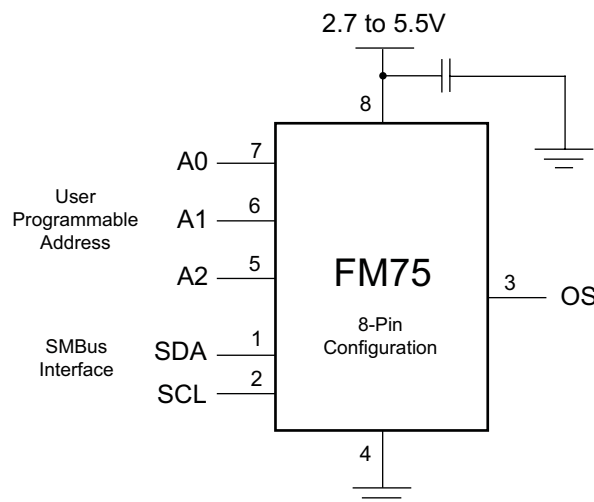 2.7 to 5.5V
8
A0 7
User
Programmable
Address
A1 6
A2 5
FM75
8-Pin
Configuration
3 OS
SMBus
Interface
SDA 1
SCL 2
4